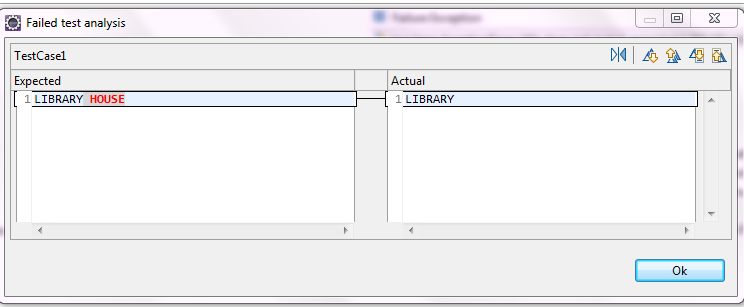 Failed test analysis
TestCase1
Expected
Actual
1 LIBRARY HOUSE
1 LIBRARY
Ok